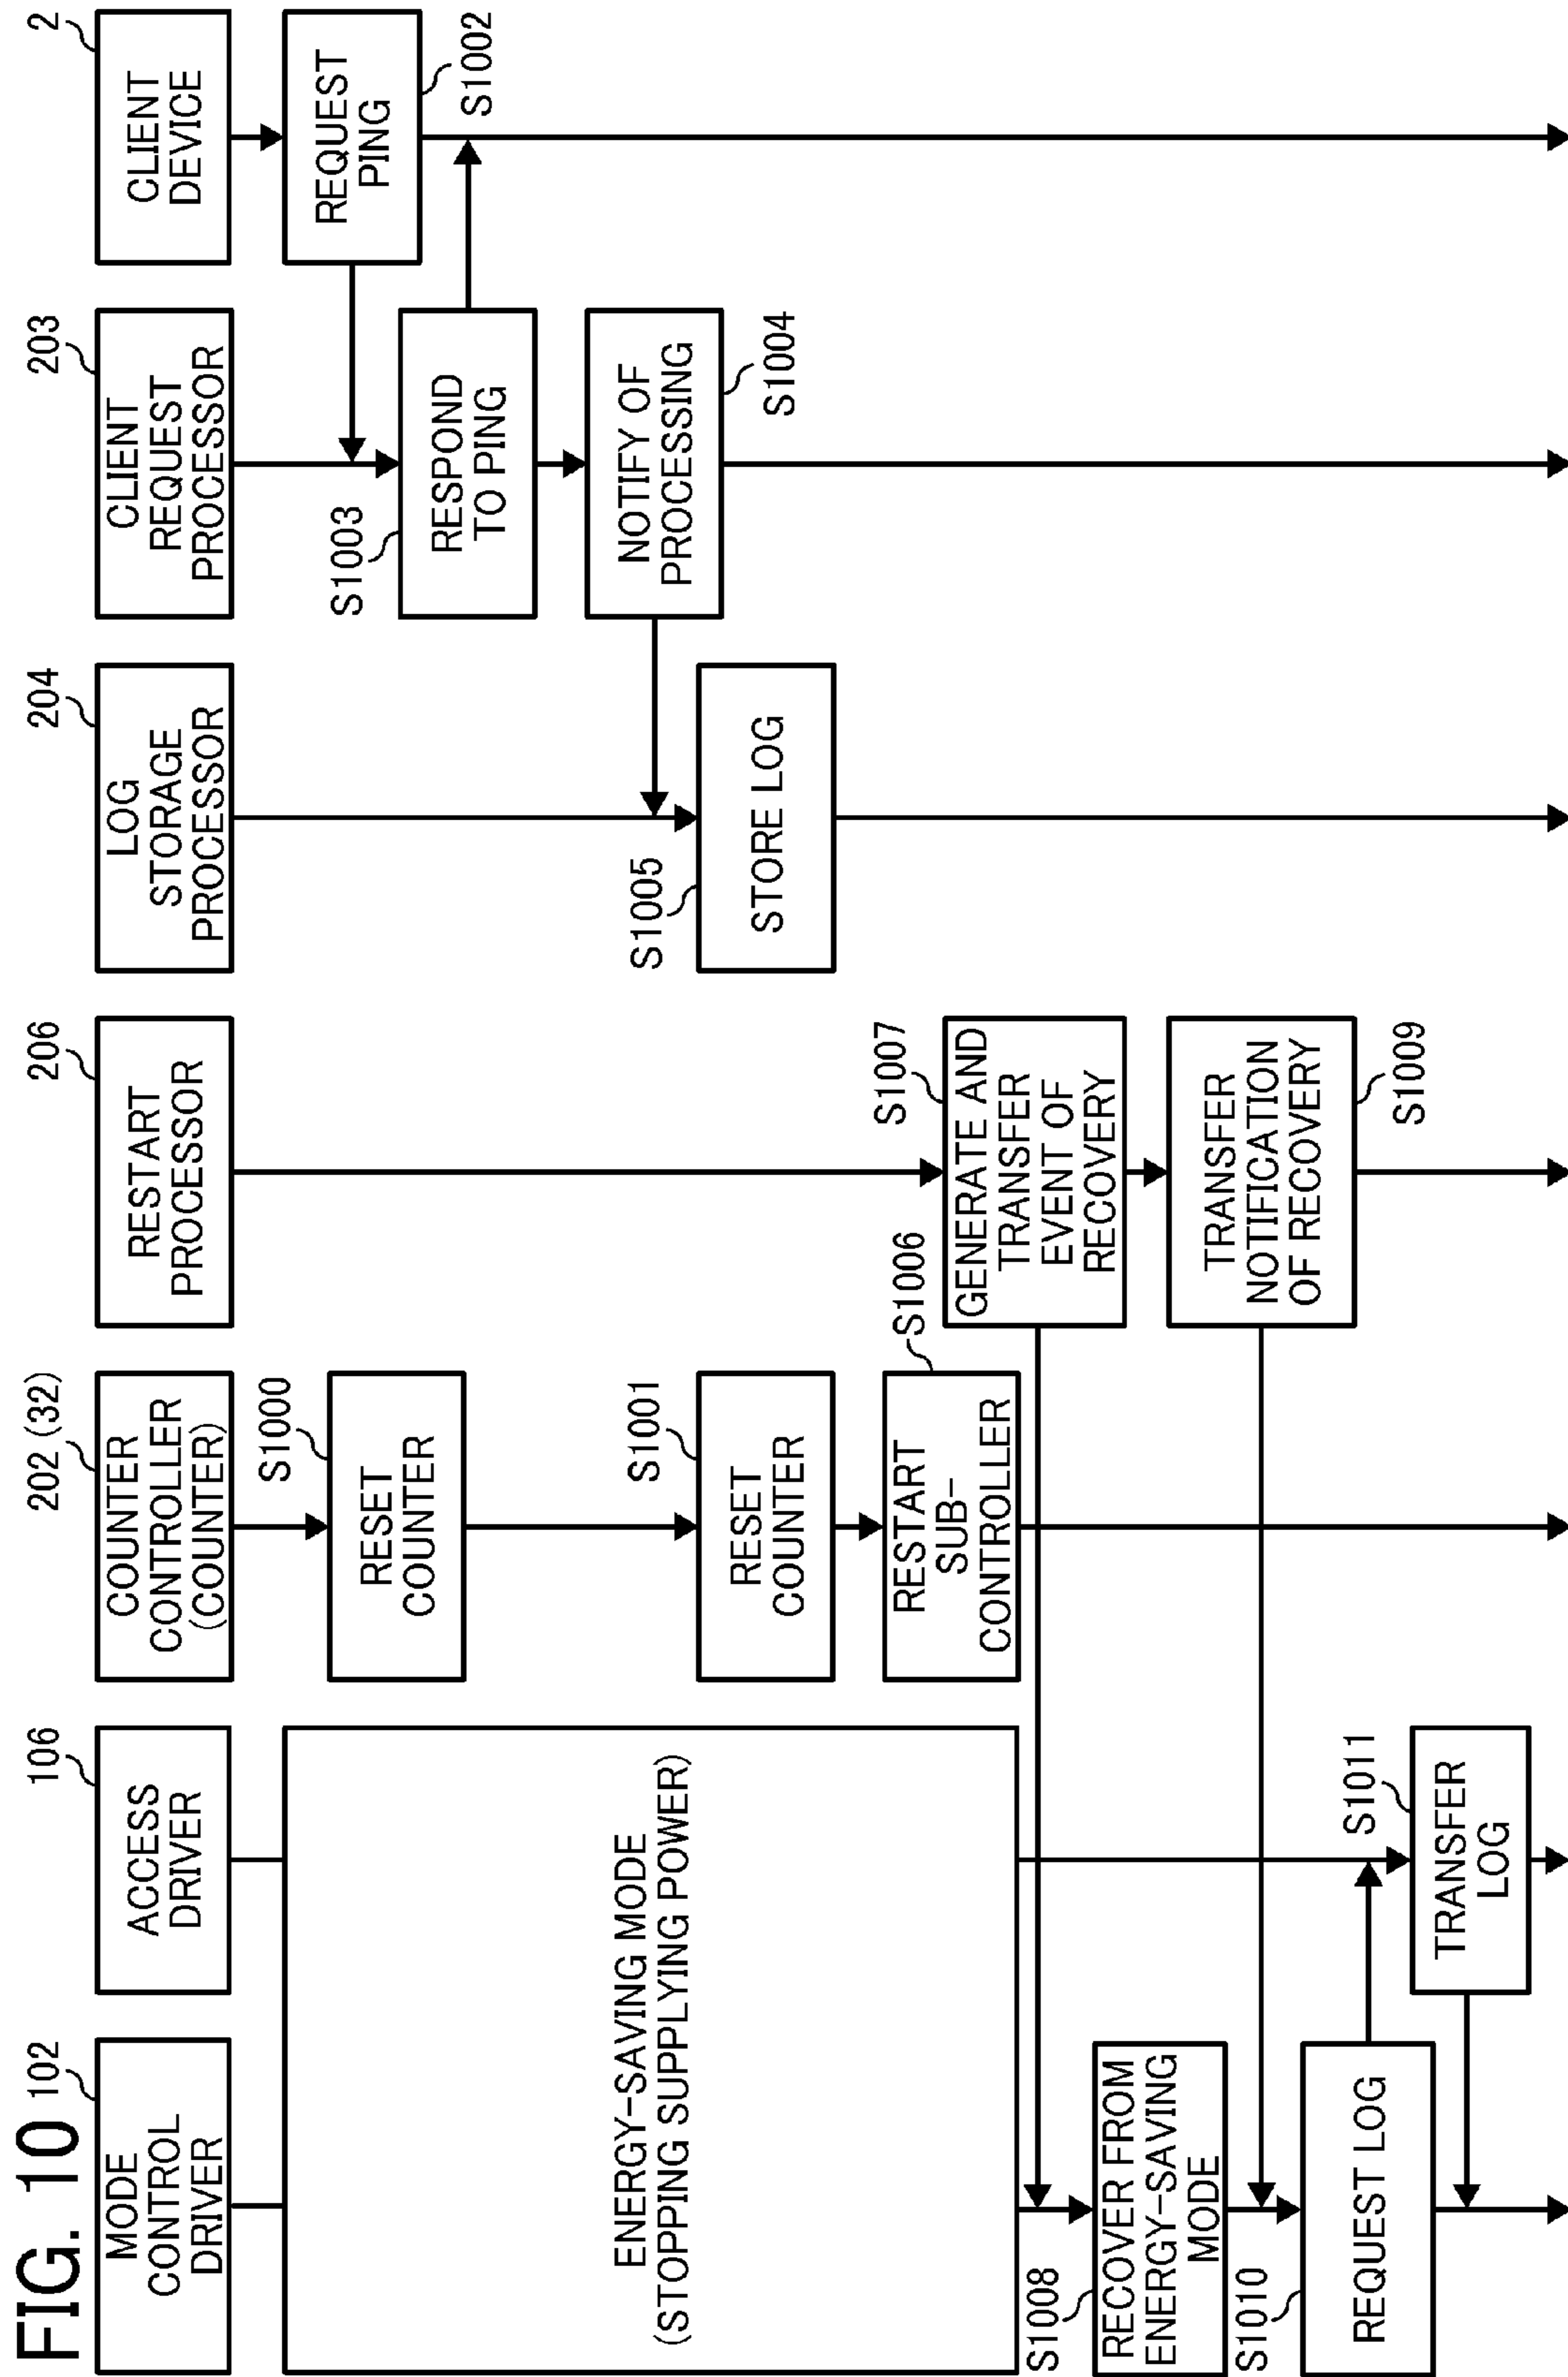 FIG. 10
102
MODE
CONTROL
DRIVER
106
ACCESS
DRIVER
202 (32)
COUNTER
CONTROLLER
(COUNTER)
206
RESTART
PROCESSOR
204
LOG
STORAGE
PROCESSOR
203
CLIENT
REQUEST
PROCESSOR
2
CLIENT
DEVICE
ENERGY-SAVING MODE
(STOPPING SUPPLYING POWER)
S1000
RESET
COUNTER
S1001
RESET
COUNTER
REQUEST
PING
S1002
S1003
RESPOND
TO PING
NOTIFY OF
PROCESSING
S1004
S1005
STORE LOG
S1006
RESTART
SUB-
CONTROLLER
S1007
GENERATE AND
TRANSFER
EVENT OF
RECOVERY
S1008
RECOVER FROM
ENERGY-SAVING
MODE
TRANSFER
NOTIFICATION
OF RECOVERY
S1009
S1010
REQUEST LOG
S1011
TRANSFER
LOG